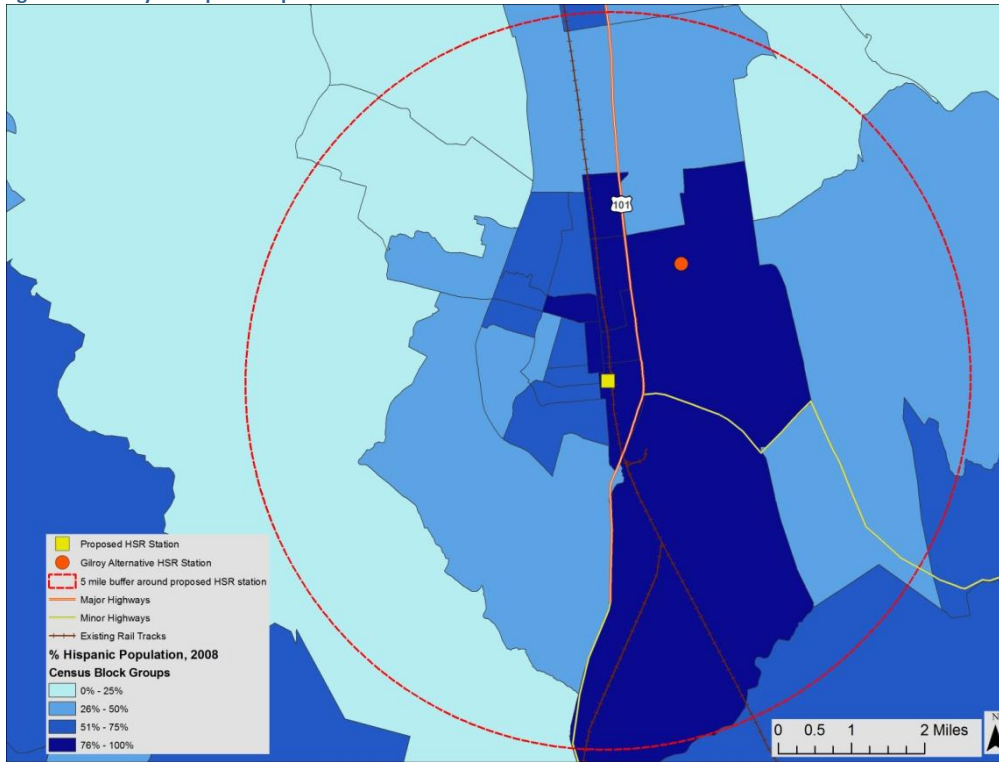 101
Proposed HSR Station
Gilroy Alternative HSR Station
5 mile buffer around proposed HSR station
Major Highways
Minor Highways
Existing Rail Tracks
% Hispanic Population, 2008
Census Block Groups
0% - 25%
26% - 50%
51% - 75%
76% - 100%
N
0 0.5 1 2 Miles